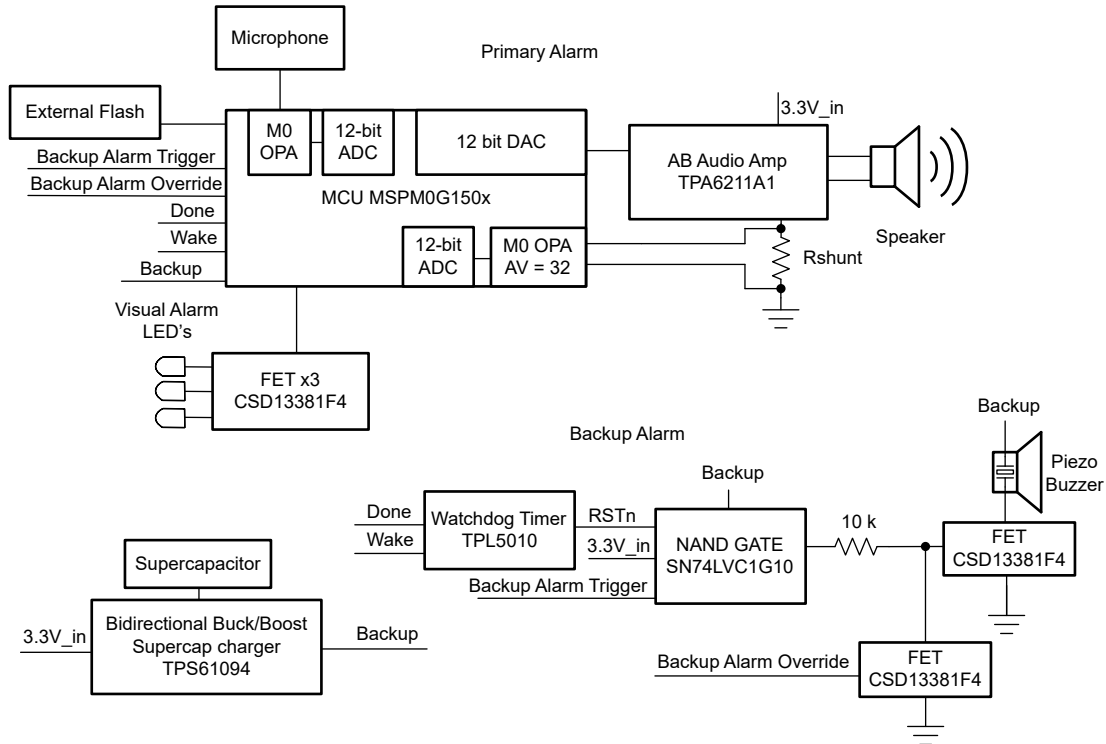 Microphone
Primary Alarm
External Flash
3.3V_in
M0
OPA
12-bit
ADC
12 bit DAC
AB Audio Amp
TPA6211A1
Backup Alarm Trigger
Backup Alarm Override
MCU MSPM0G150x
Done
Wake
Backup
12-bit
ADC
M0 OPA
AV = 32
Speaker
Rshunt
Visual Alarm
LED's
FET x3
CSD13381F4
Backup Alarm
Backup
Piezo
Buzzer
Backup
Done
Wake
Watchdog Timer
TPL5010
RSTn
3.3V_in
Backup Alarm Trigger
NAND GATE
SN74LVC1G10
10 k
FET
CSD13381F4
Supercapacitor
3.3V_in
Bidirectional Buck/Boost
Supercap charger
TPS61094
Backup
Backup Alarm Override
FET
CSD13381F4